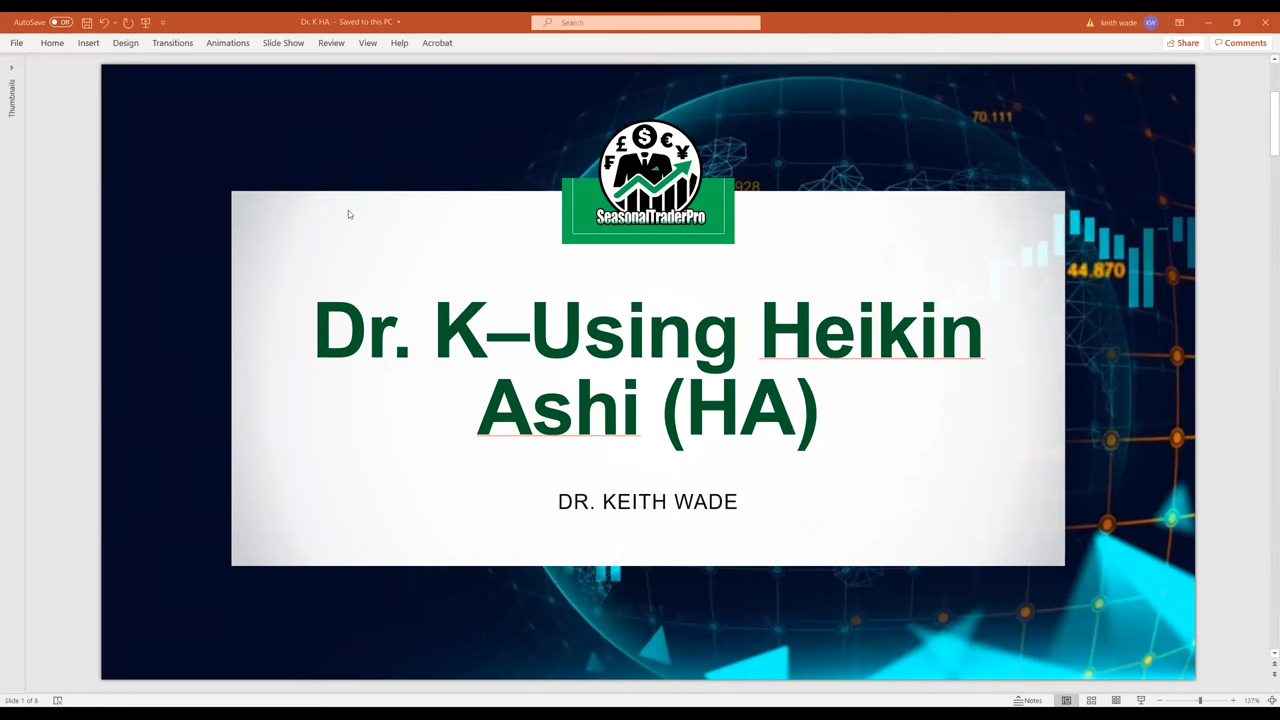 AutoSave Off Dr. K HA - Saved to this PC Search keith wade KW
File Home Insert Design Transitions Animations Slide Show Review View Help Acrobat Share Comments
Thumbnails
70.111
928
$
£ €
₣ ¥
SeasonalTraderPro
44.870
Dr. K—Using Heikin
Ashi (HA)
DR. KEITH WADE
Slide 1 of 8 Notes 137%